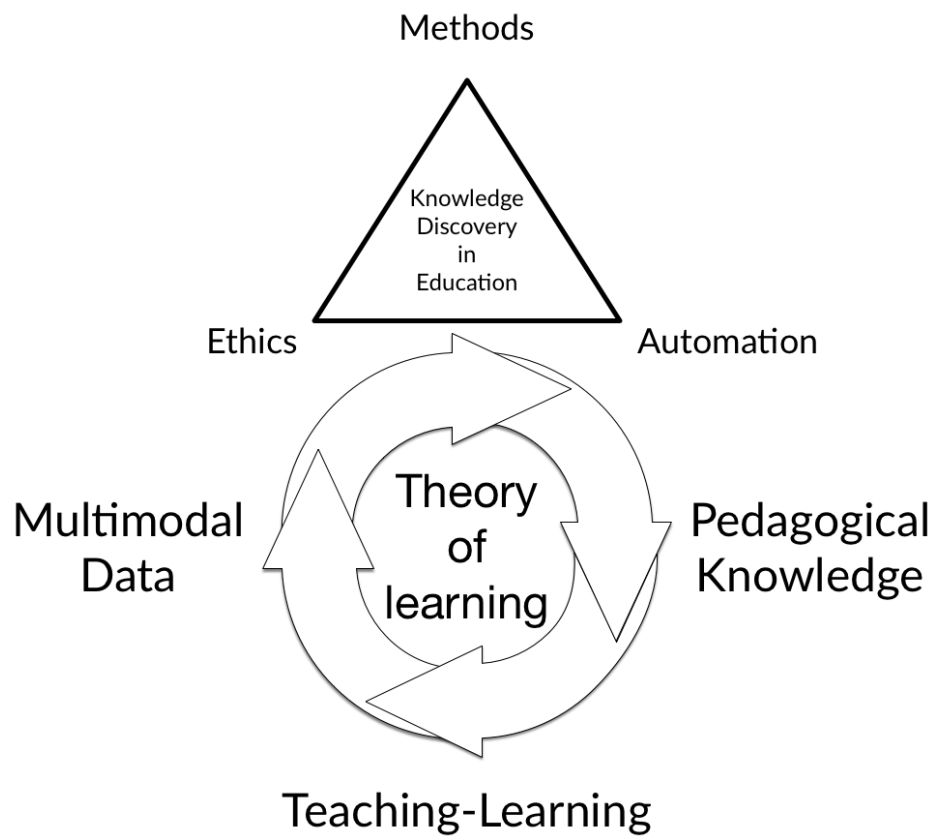 Methods
Knowledge
Discovery
in
Education
Ethics
Automation
Theory
of
learning
Multimodal
Data
Pedagogical
Knowledge
Teaching-Learning